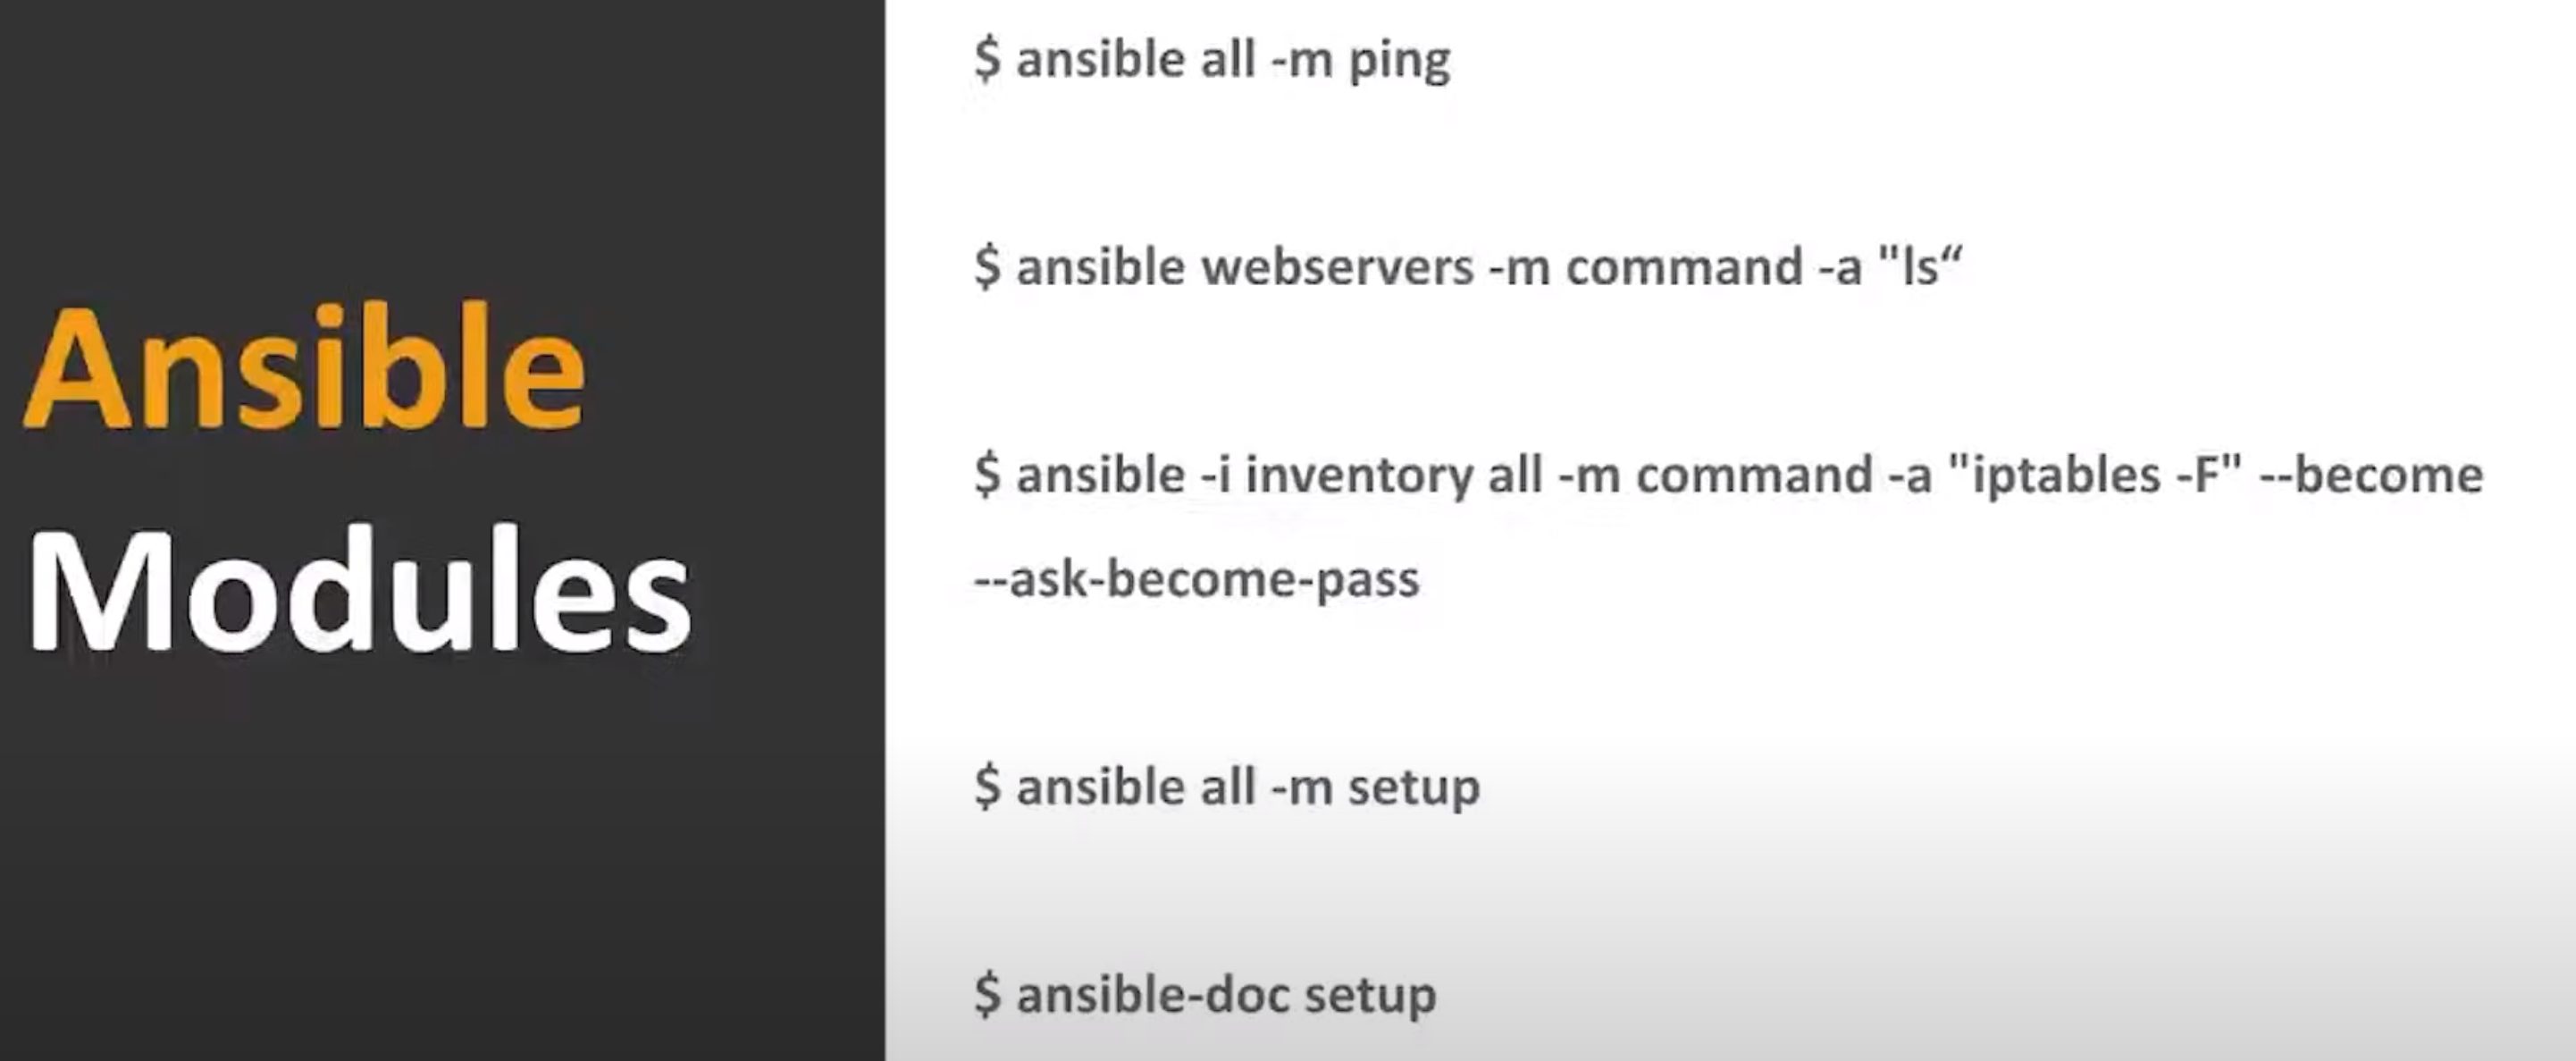 Ansible
Modules
$ ansible all -m ping
$ ansible webservers -m command -a "ls“
$ ansible -i inventory all -m command -a "iptables -F" --become
--ask-become-pass
$ ansible all -m setup
$ ansible-doc setup